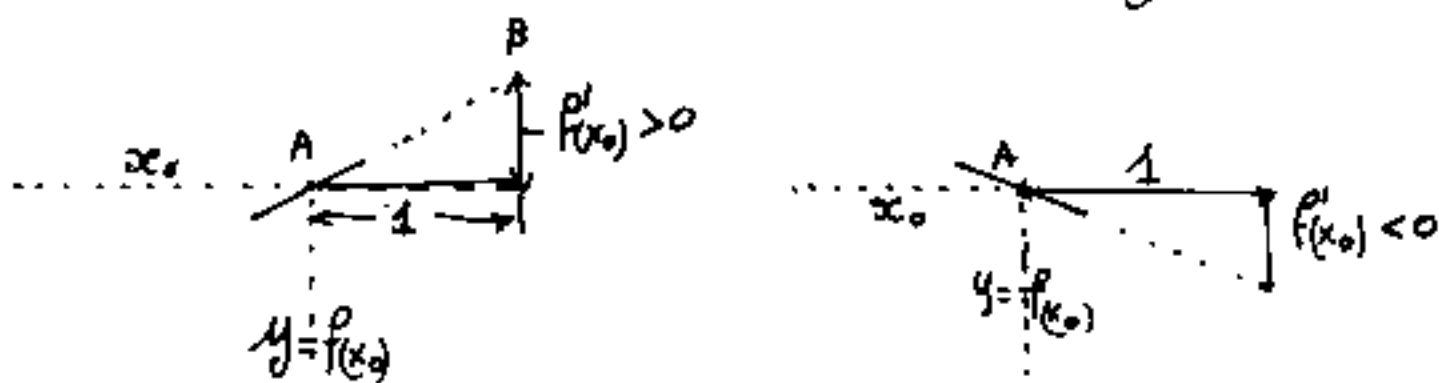 B
A
f'(x₀) > 0
x₀
1
y = f(x₀)
A
1
x₀
f'(x₀) < 0
y = f(x₀)